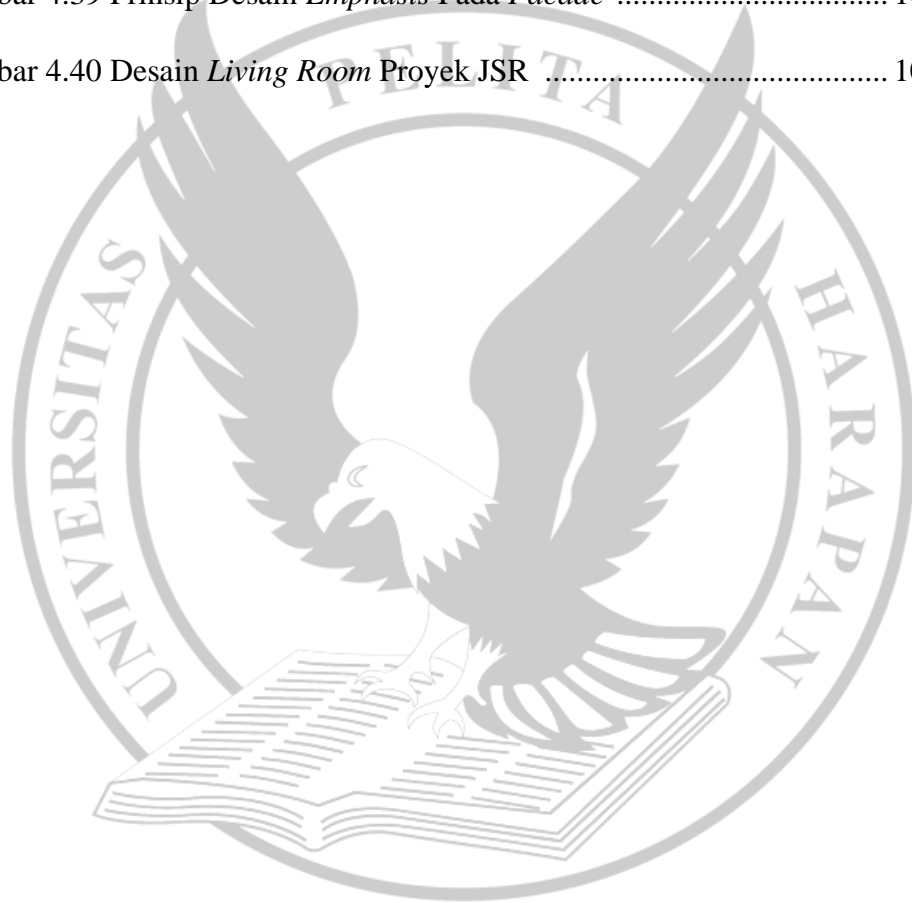 bar 4.39 Prinsip Desain Emphasis Pada Facade ..................................
bar 4.40 Desain Living Room Proyek JSR ........................................... 10
UNIVERSITAS PELITA HARAPAN